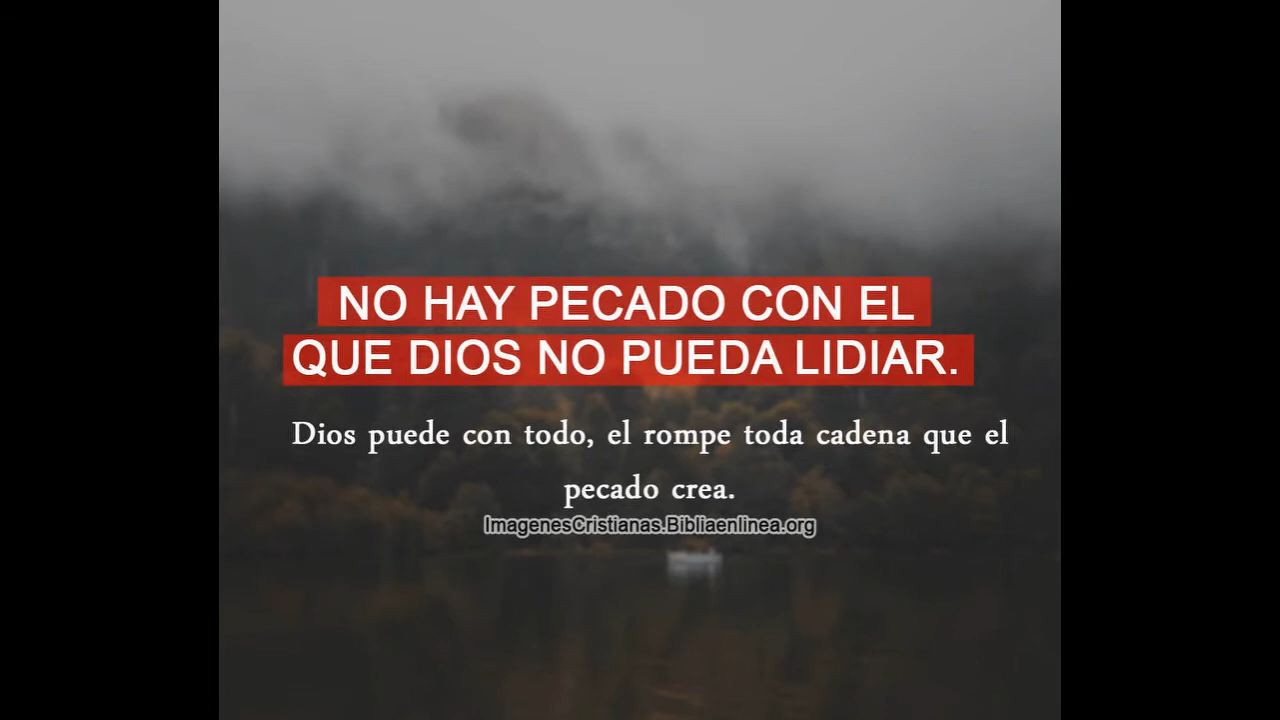 NO HAY PECADO CON EL
QUE DIOS NO PUEDA LIDIAR.
Dios puede con todo, el rompe toda cadena que el
pecado crea.
ImagenesCristianas.Bibliaenlinea.org